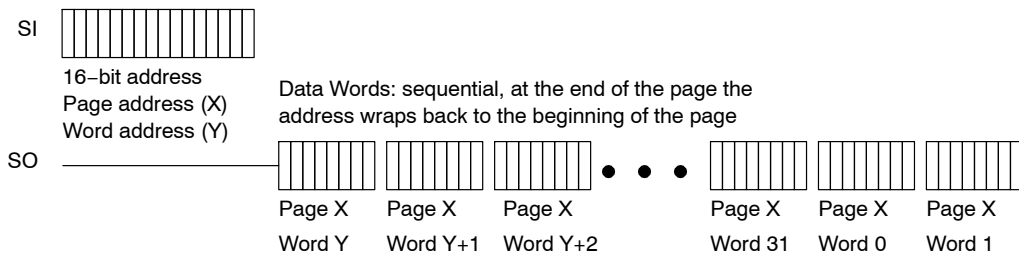 SI
16−bit address
Page address (X)
Word address (Y)
Data Words: sequential, at the end of the page the
address wraps back to the beginning of the page
SO
Page X Page X Page X Page X Page X Page X
Word Y Word Y+1 Word Y+2 Word 31 Word 0 Word 1